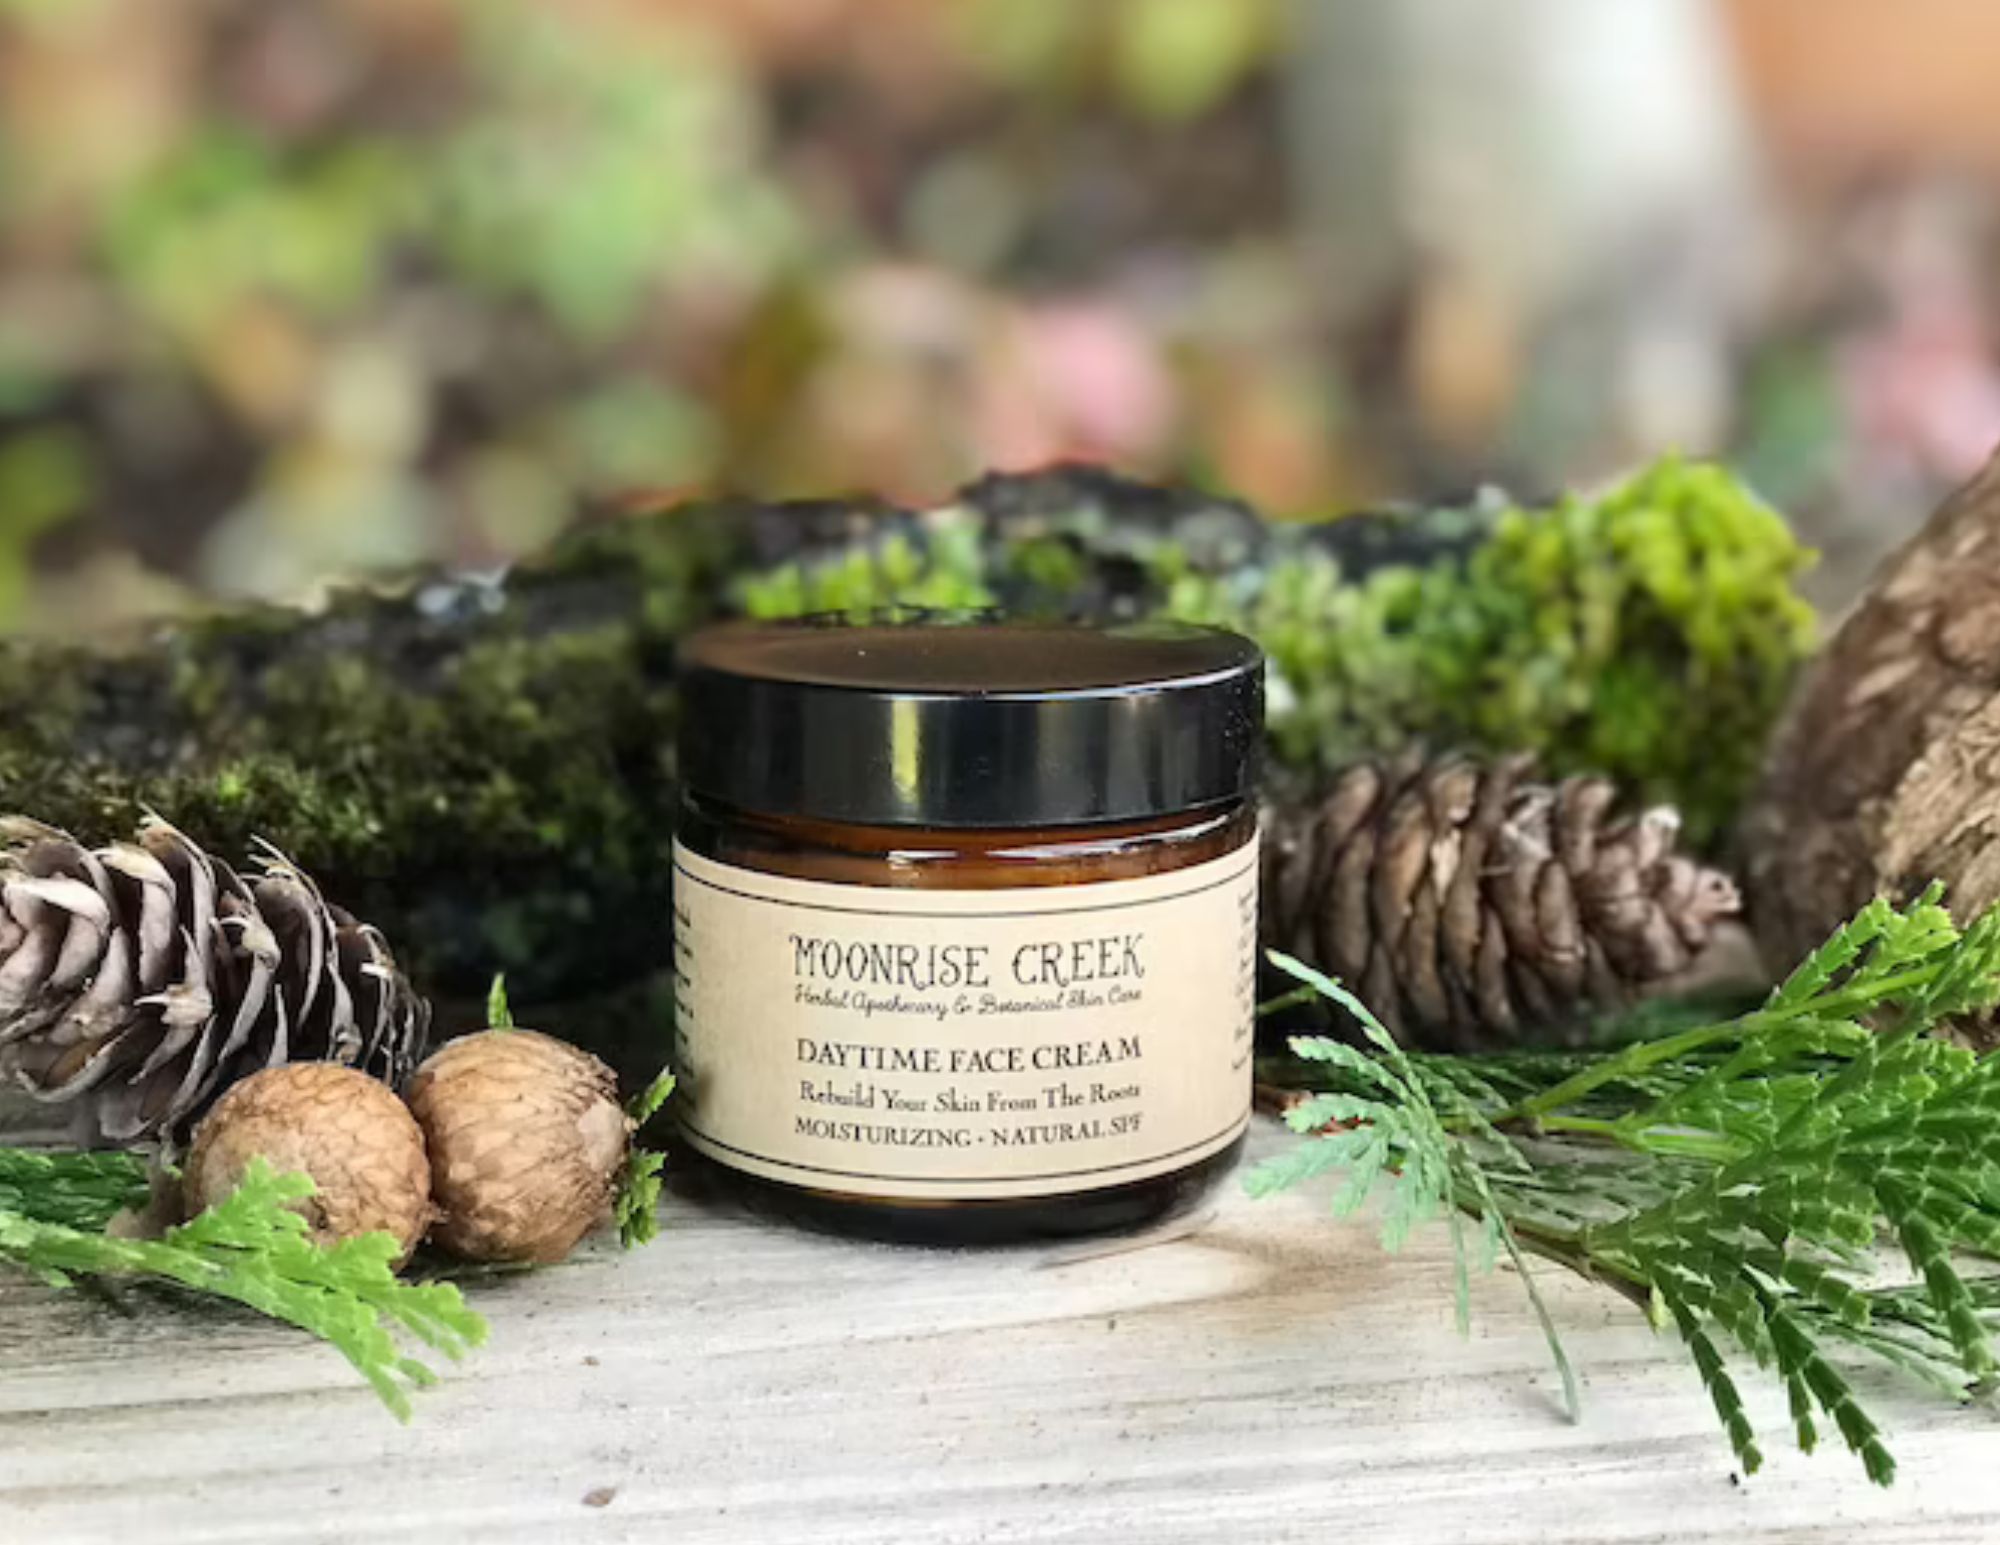 MOONRISE CREEK
Herbal Apothecary & Botanical Skin Care
DAYTIME FACE CREAM
Rebuild Your Skin From The Roots
MOISTURIZING • NATURAL SPF